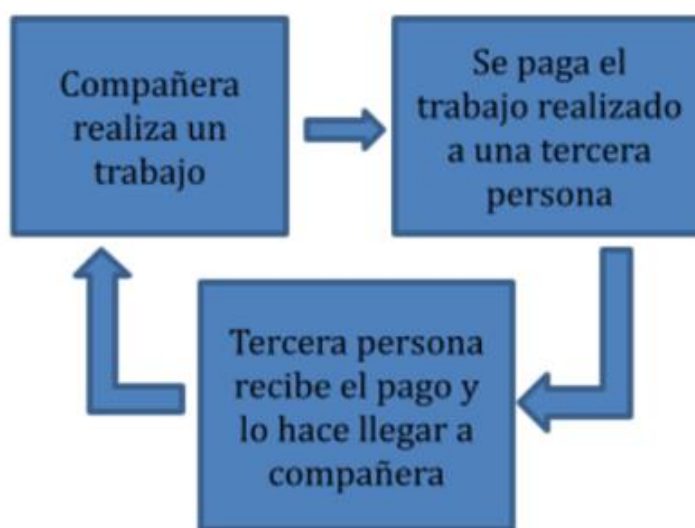 Compañera
realiza un
trabajo
Se paga el
trabajo realizado
a una tercera
persona
Tercera persona
recibe el pago y
lo hace llegar a
compañera